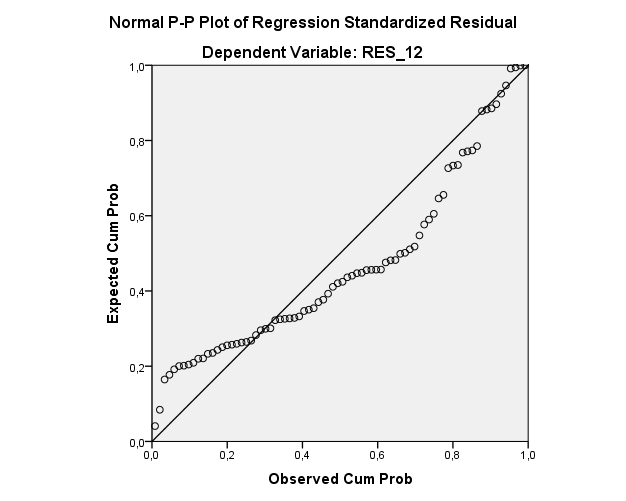 Normal P-P Plot of Regression Standardized Residual
Dependent Variable: RES_12
Expected Cum Prob
1,0
0,8
0,6
0,4
0,2
0,0
0,0 0,2 0,4 0,6 0,8 1,0
Observed Cum Prob